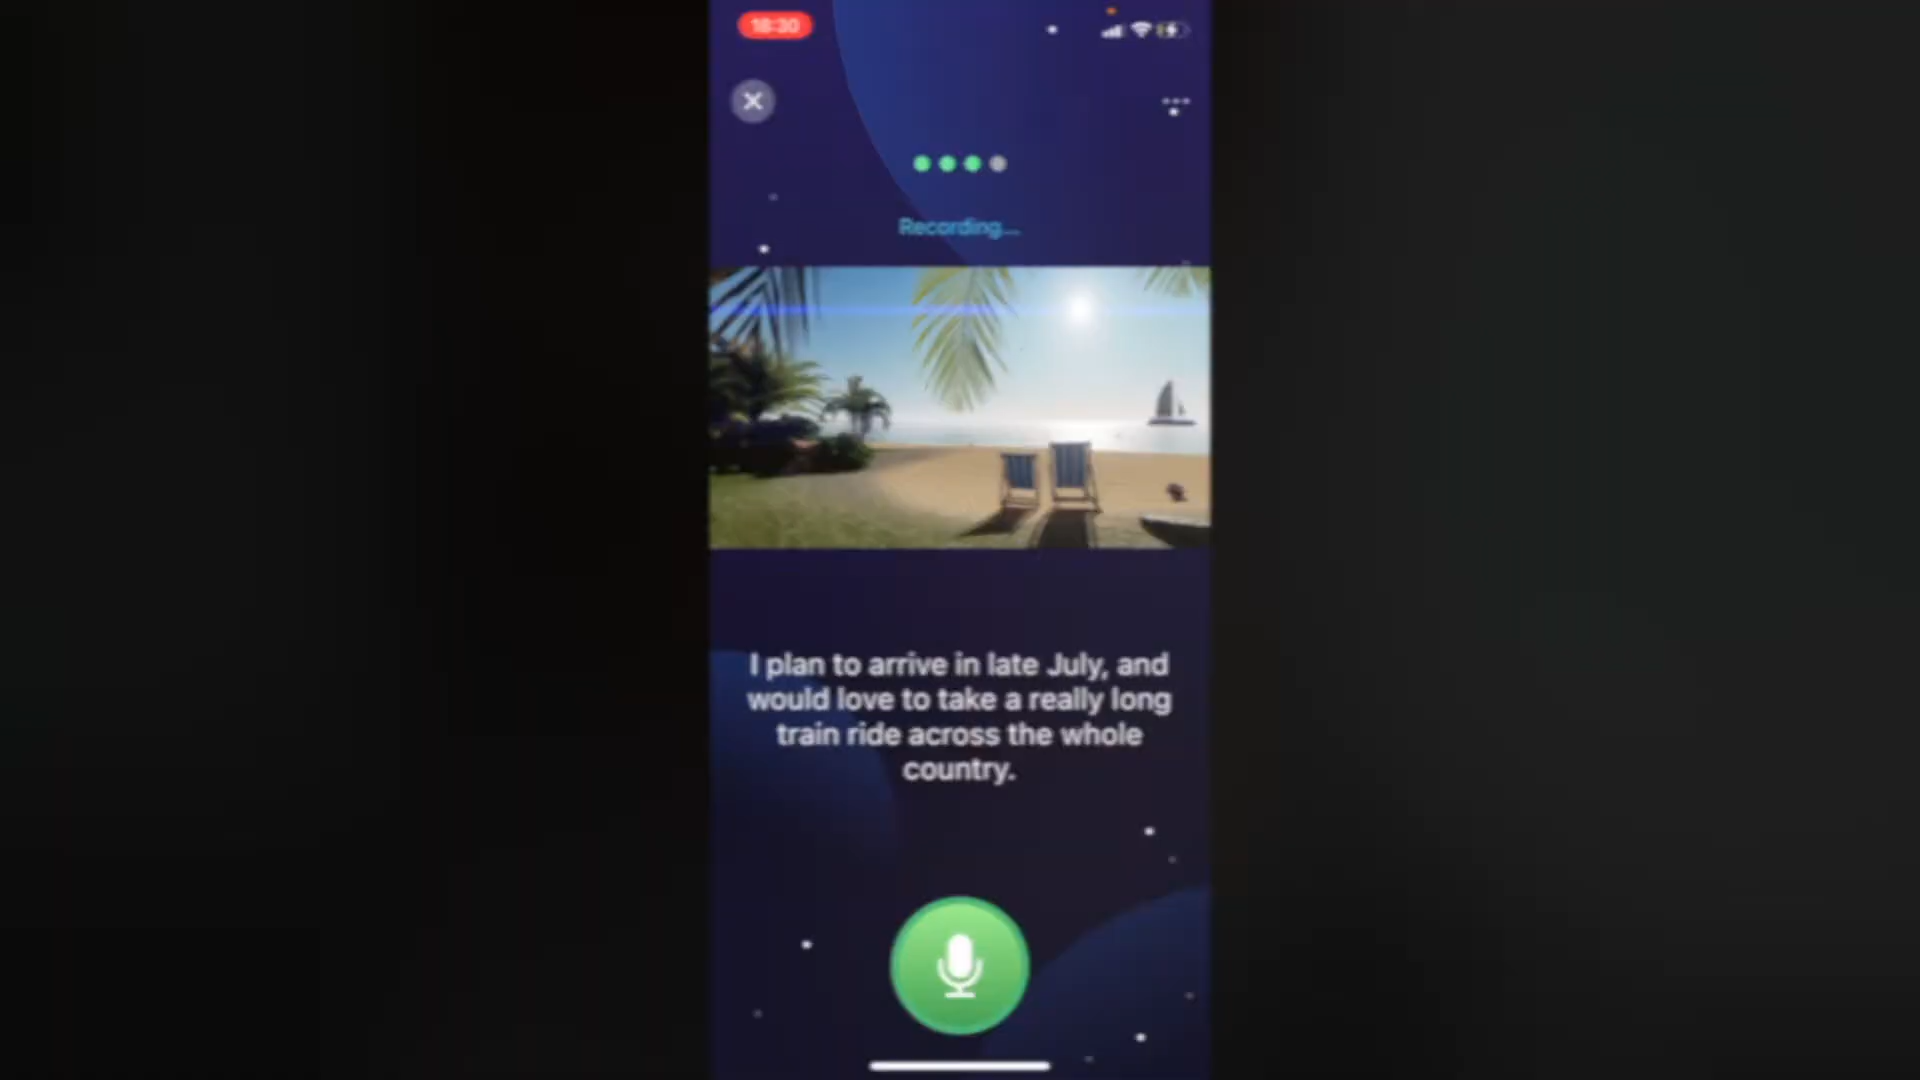 18:30
Recording...
I plan to arrive in late July, and
would love to take a really long
train ride across the whole
country.